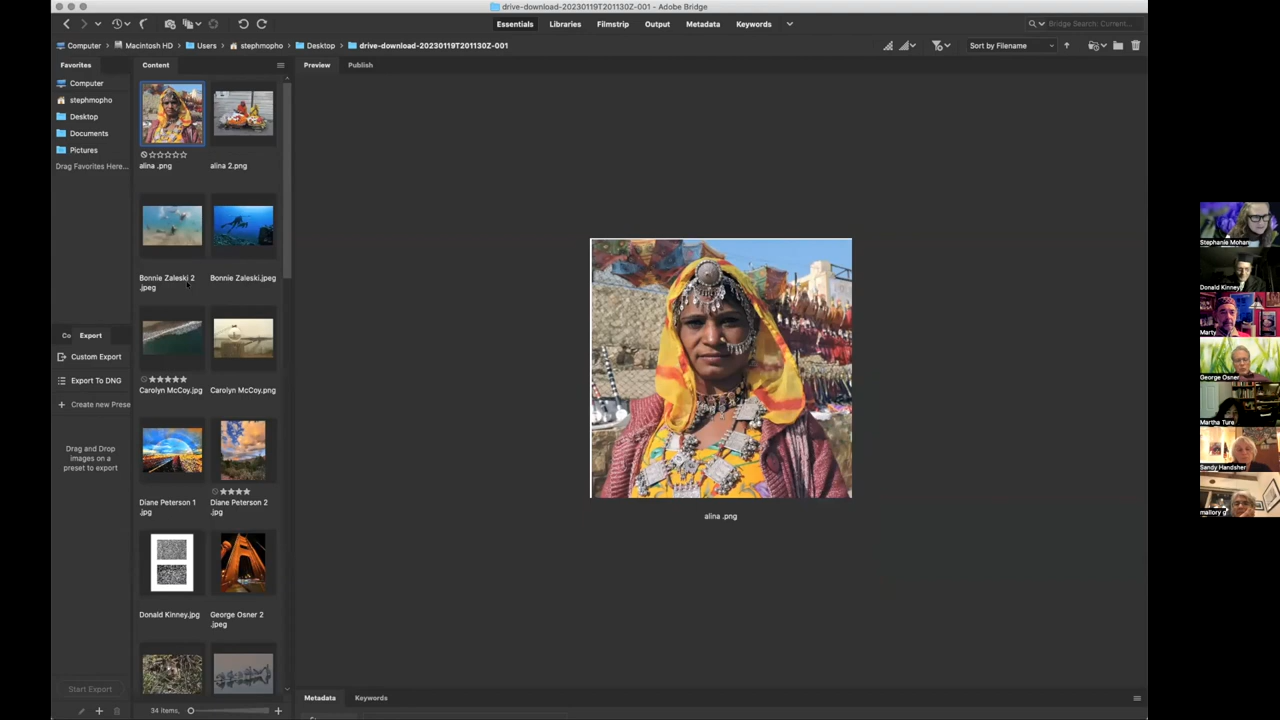 drive-download-20230119T201130Z-001 - Adobe Bridge
Essentials Libraries Filmstrip Output Metadata Keywords
Bridge Search: Current...
Computer Macintosh HD Users stephmopho Desktop drive-download-20230119T201130Z-001
Sort by Filename
Favorites
Computer
stephmopho
Desktop
Documents
Pictures
Drag Favorites Here...
Co Export
Custom Export
Export To DNG
Create new Prese
Drag and Drop
images on a
preset to export
Start Export
Content
alina .png
alina 2.png
Bonnie Zaleski 2
.jpeg
Bonnie Zaleski.jpeg
Carolyn McCoy.jpg
Carolyn McCoy.png
Diane Peterson 1
.jpg
Diane Peterson 2
.jpg
Donald Kinney.jpg
George Osner 2
.jpeg
34 items,
Preview Publish
alina .png
Metadata Keywords
Stephanie Mohan
Donald Kinney
Marty
George Osner
Martha Ture
Sandy Handsher
mallory g